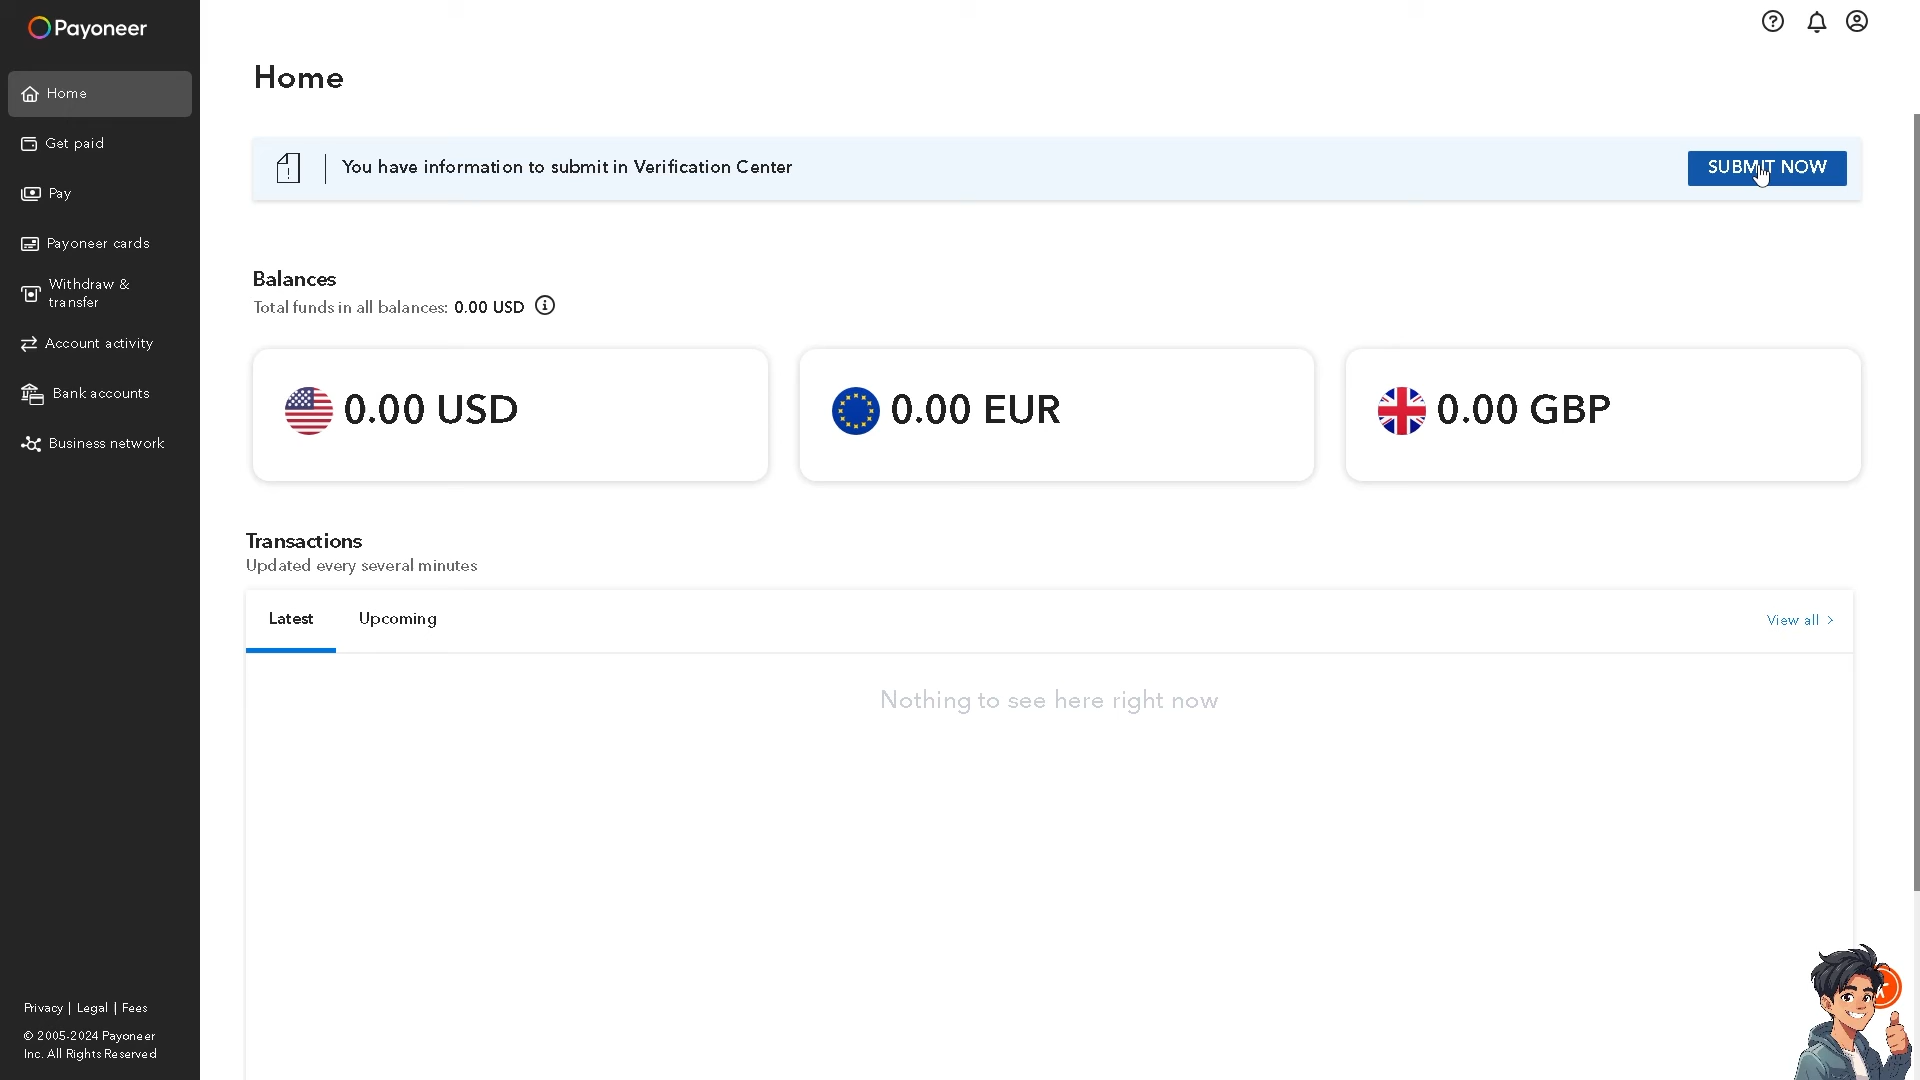 Payoneer
Home
Get paid
Pay
Payoneer cards
Withdraw &
transfer
Account activity
Bank accounts
Business network
Privacy | Legal | Fees
© 2005-2024 Payoneer
Inc. All Rights Reserved
Home
You have information to submit in Verification Center
SUBMIT NOW
Balances
Total funds in all balances: 0.00 USD
0.00 USD
0.00 EUR
0.00 GBP
Transactions
Updated every several minutes
Latest
Upcoming
View all >
Nothing to see here right now